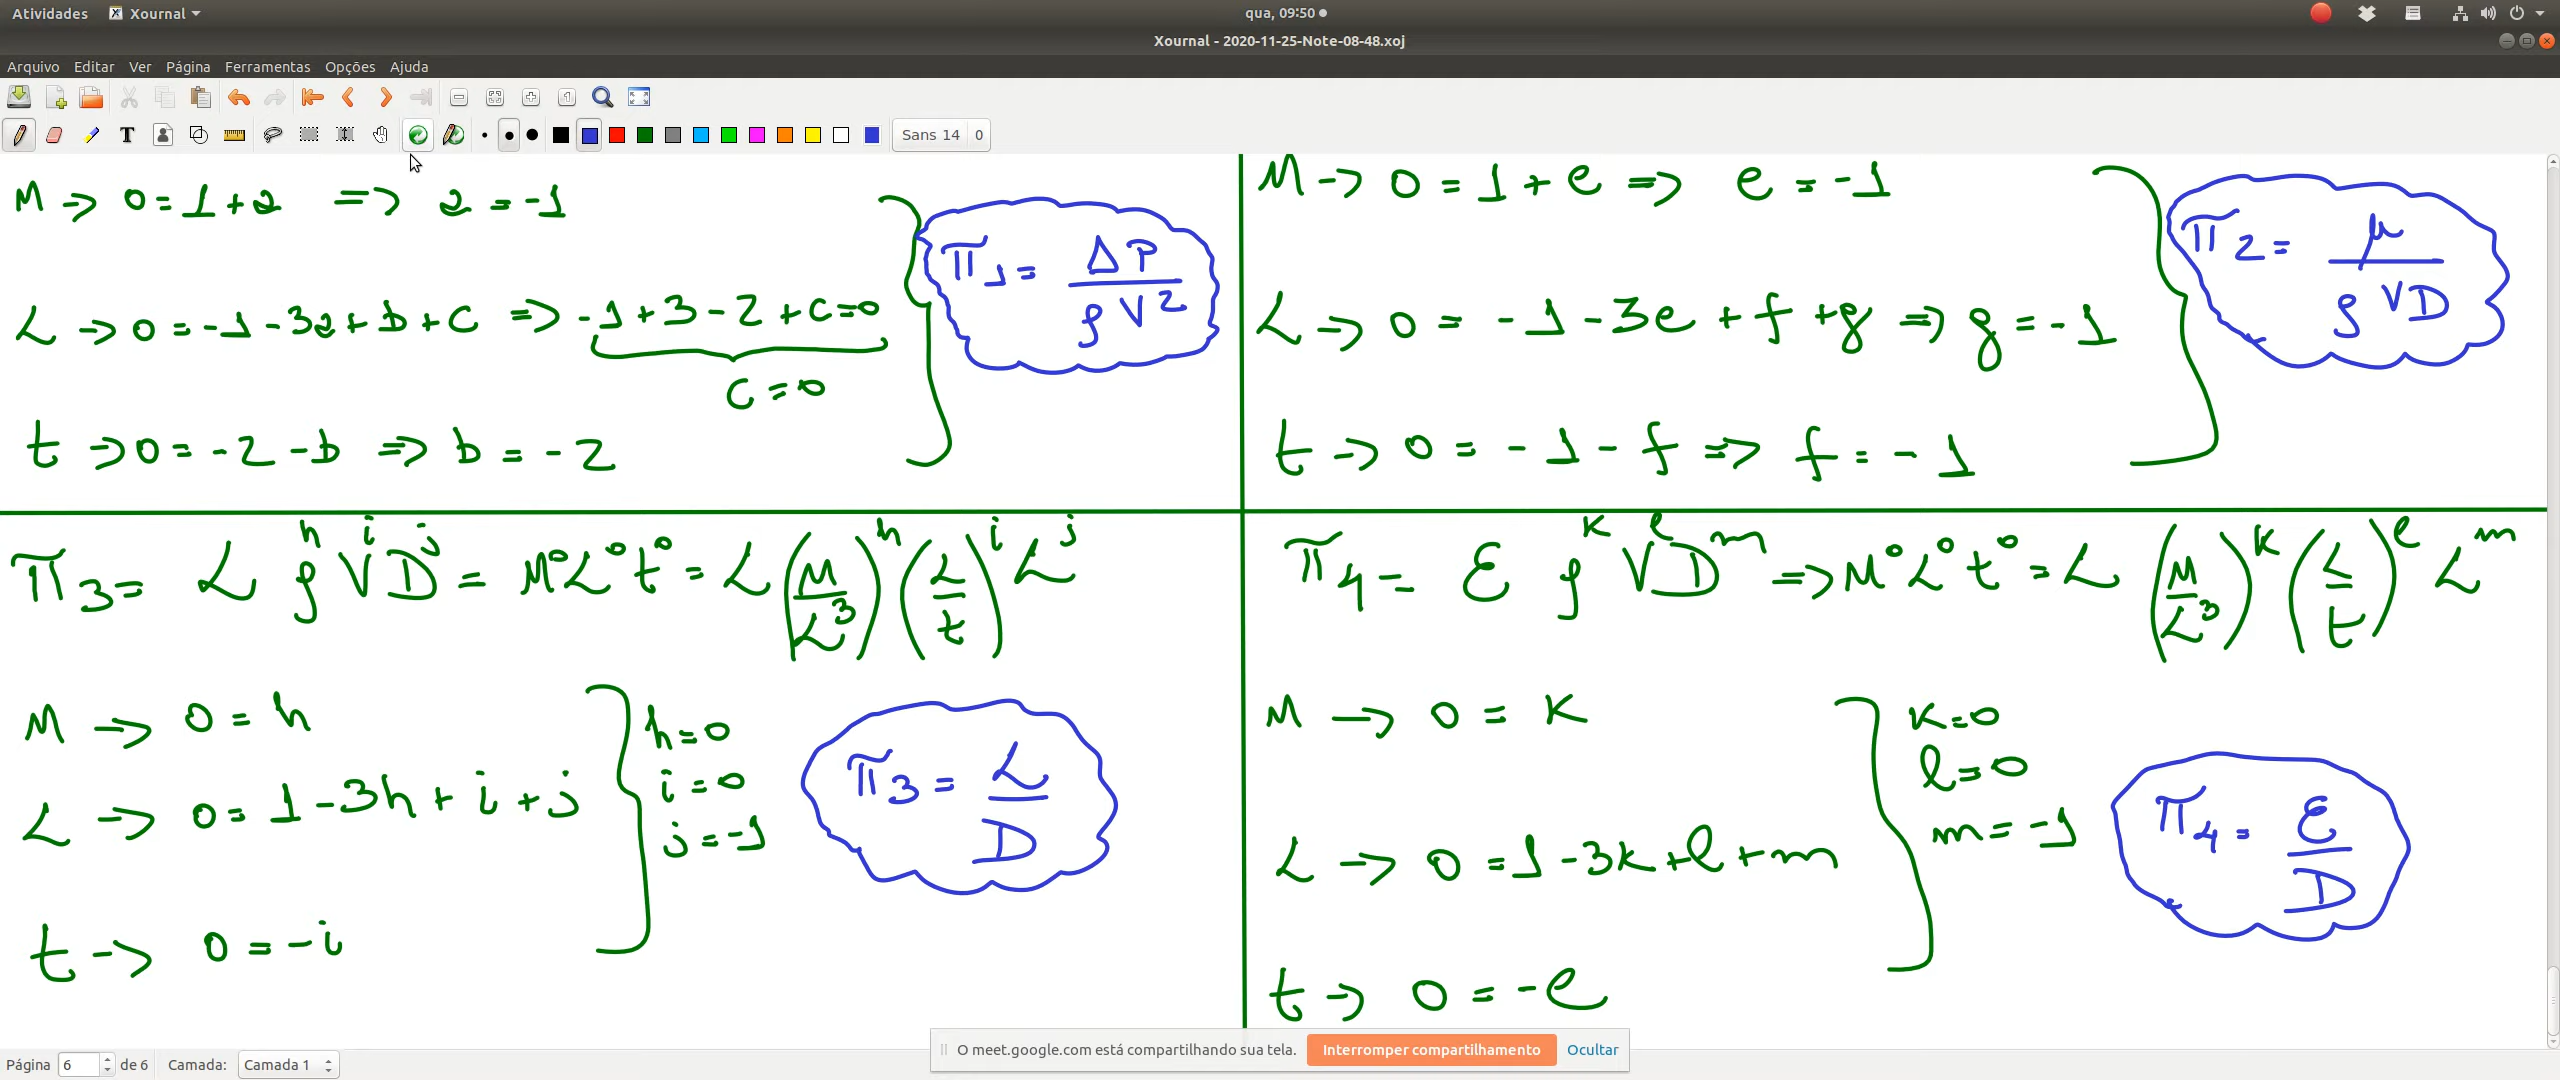 Atividades Xournal qua, 09:50
Xournal - 2020-11-25-Note-08-48.xoj
Arquivo Editar Ver Página Ferramentas Opções Ajuda
T Sans 14 0
M → 0 = 1 + a ⇒ a = -1
L → 0 = -1 - 3a + b + c ⇒ -1 + 3 - 2 + c = 0
c = 0
t → 0 = -2 - b ⇒ b = -2
π₁ = ΔP / ρV²
M → 0 = 1 + e ⇒ e = -1
L → 0 = -1 - 3e + f + g ⇒ g = -1
t → 0 = -1 - f ⇒ f = -1
π₂ = μ / ρVD
π₃ = L ρ^h V^i D^j = M⁰L⁰t⁰ = L (M/L³)^h (L/t)^i L^j
M → 0 = h
L → 0 = 1 - 3h + i + j
t → 0 = -i
h = 0
i = 0
j = -1
π₃ = L / D
π₄ = ε ρ^k V^l D^m ⇒ M⁰L⁰t⁰ = L (M/L³)^k (L/t)^l L^m
M → 0 = k
L → 0 = 1 - 3k + l + m
t → 0 = -l
k = 0
l = 0
m = -1
π₄ = ε / D
O meet.google.com está compartilhando sua tela. Interromper compartilhamento Ocultar
Página 6 de 6 Camada: Camada 1